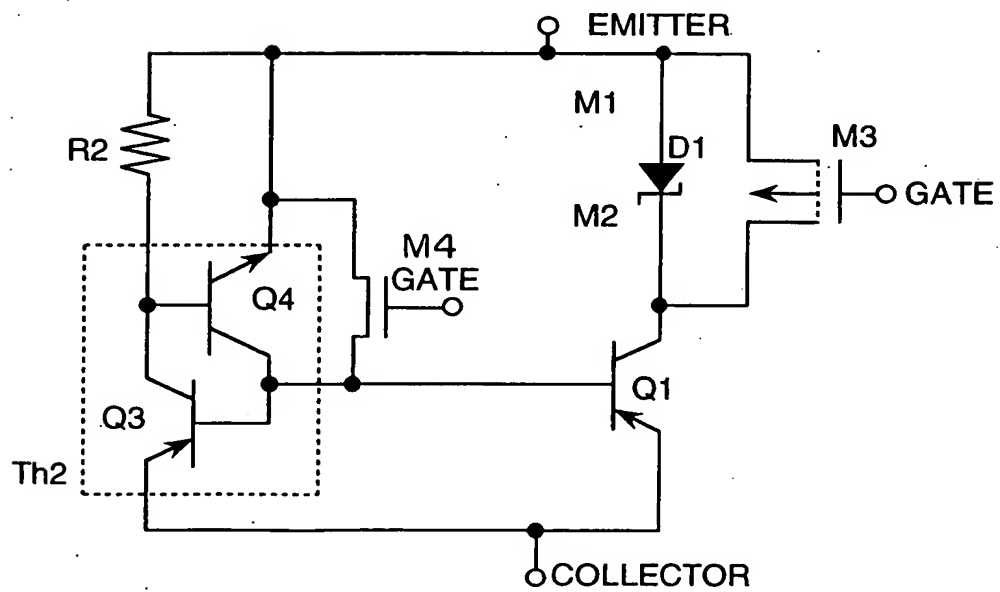 EMITTER
M1
R2
D1
M3
GATE
M2
M4
GATE
Q4
Q3
Q1
Th2
COLLECTOR